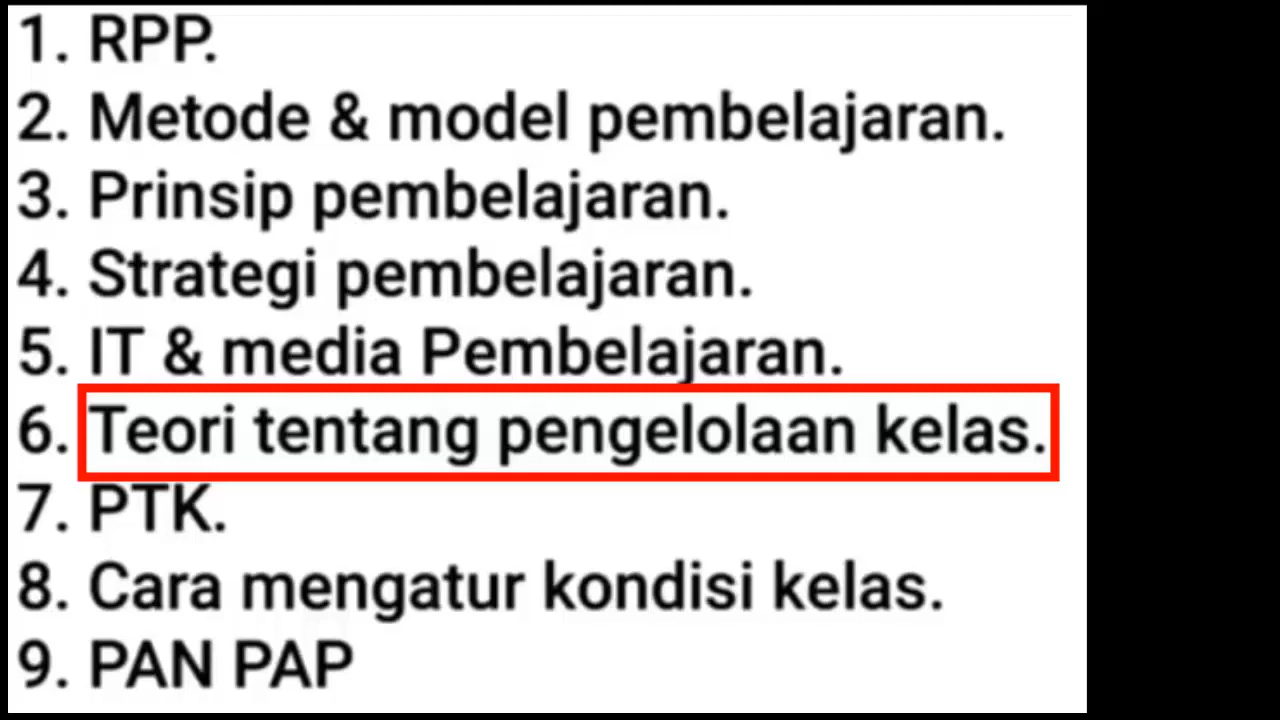 1. RPP.
2. Metode & model pembelajaran.
3. Prinsip pembelajaran.
4. Strategi pembelajaran.
5. IT & media Pembelajaran.
6. Teori tentang pengelolaan kelas.
7. PTK.
8. Cara mengatur kondisi kelas.
9. PAN PAP